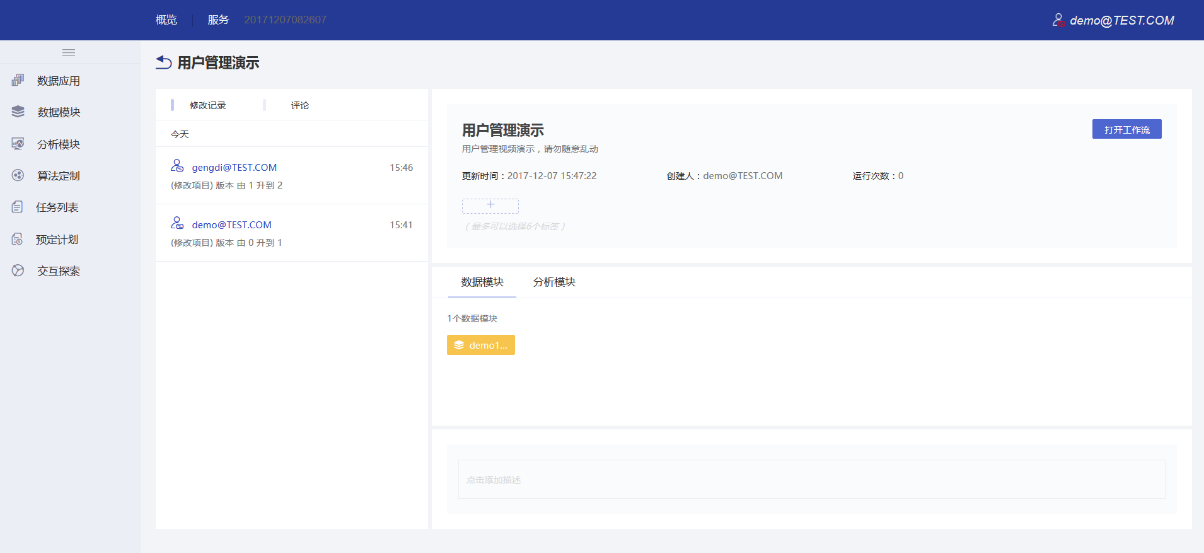 概览 服务 20171207082607 demo@TEST.COM
用户管理演示
数据应用
数据模块
分析模块
算法定制
任务列表
预定计划
交互探索
修改记录 评论
今天
gengdi@TEST.COM 15:46
(修改项目) 版本 由 1 升到 2
demo@TEST.COM 15:41
(修改项目) 版本 由 0 升到 1
用户管理演示 打开工作流
用户管理视频演示，请勿随意乱动
更新时间：2017-12-07 15:47:22 创建人：demo@TEST.COM 运行次数：0
+
（最多可以选择6个标签）
数据模块 分析模块
1个数据模块
demo1...
点击添加描述